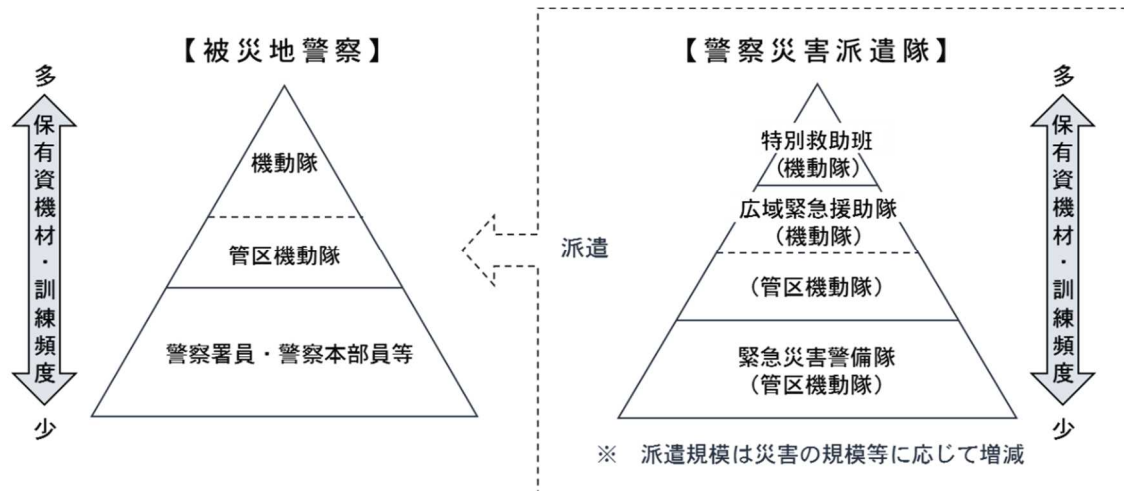 【被災地警察】
多
保有資機材・訓練頻度
少
機動隊
管区機動隊
警察署員・警察本部員等
派遣
【警察災害派遣隊】
特別救助班
(機動隊)
広域緊急援助隊
(機動隊)
(管区機動隊)
緊急災害警備隊
(管区機動隊)
多
保有資機材・訓練頻度
少
※ 派遣規模は災害の規模等に応じて増減